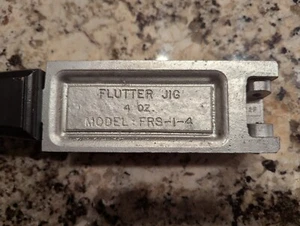 FLUTTER JIG
4 OZ.
MODEL: FRS-1-4